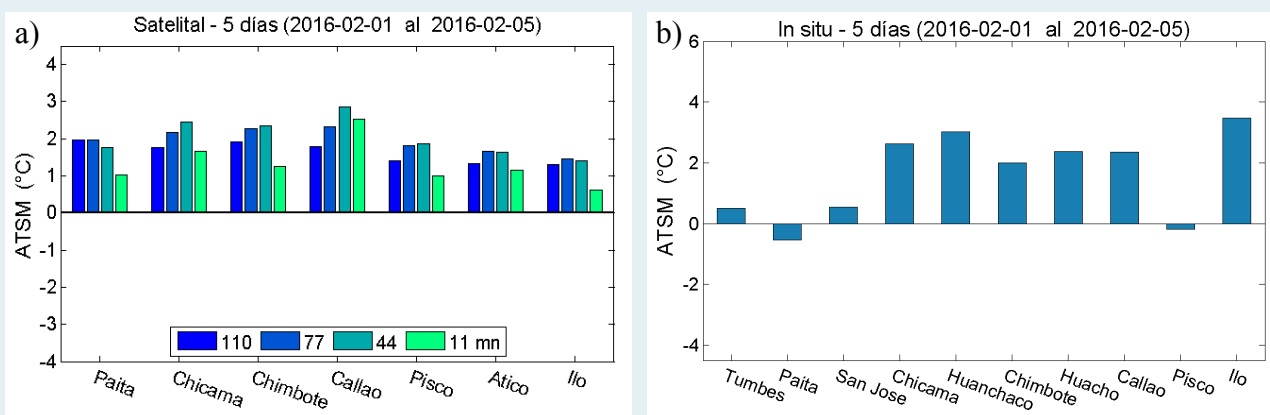 a)
Satelital - 5 días (2016-02-01 al 2016-02-05)
ATSM (°C)
4
3
2
1
0
-1
-2
-3
-4
110 77 44 11 mn
Paita Chicama Chimbote Callao Pisco Atico Ilo
b)
In situ - 5 días (2016-02-01 al 2016-02-05)
ATSM (°C)
6
4
2
0
-2
-4
Tumbes Paita San Jose Chicama Huanchaco Chimbote Huacho Callao Pisco Ilo